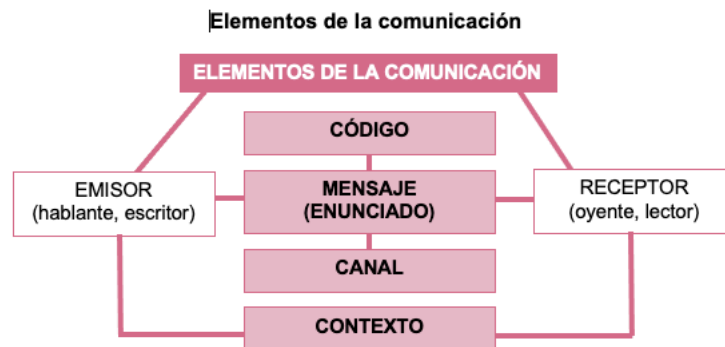 Elementos de la comunicación
ELEMENTOS DE LA COMUNICACIÓN
CÓDIGO
EMISOR
(hablante, escritor)
MENSAJE
(ENUNCIADO)
RECEPTOR
(oyente, lector)
CANAL
CONTEXTO